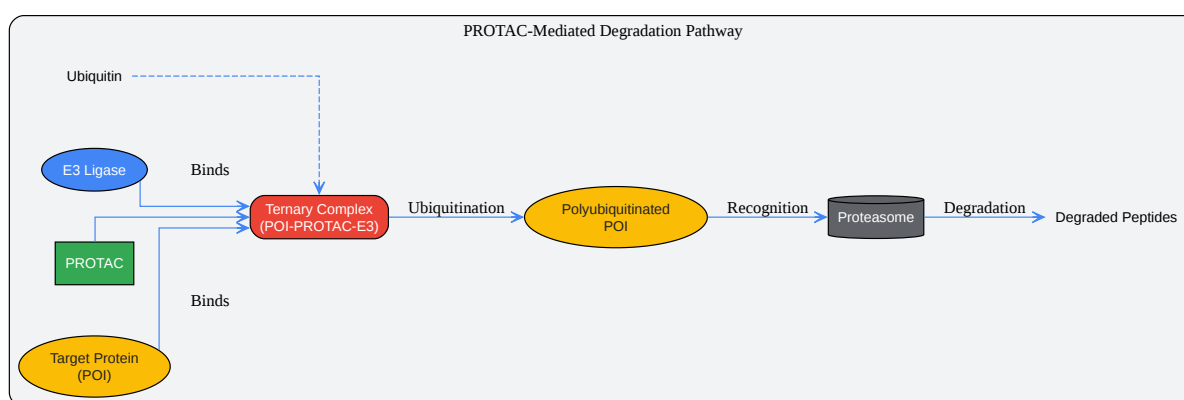 PROTAC-Mediated Degradation Pathway
Ubiquitin
E3 Ligase
Binds
Ternary Complex
(POI-PROTAC-E3)
Ubiquitination
Polyubiquitinated
POI
Recognition
Proteasome
Degradation
Degraded Peptides
PROTAC
Binds
Target Protein
(POI)